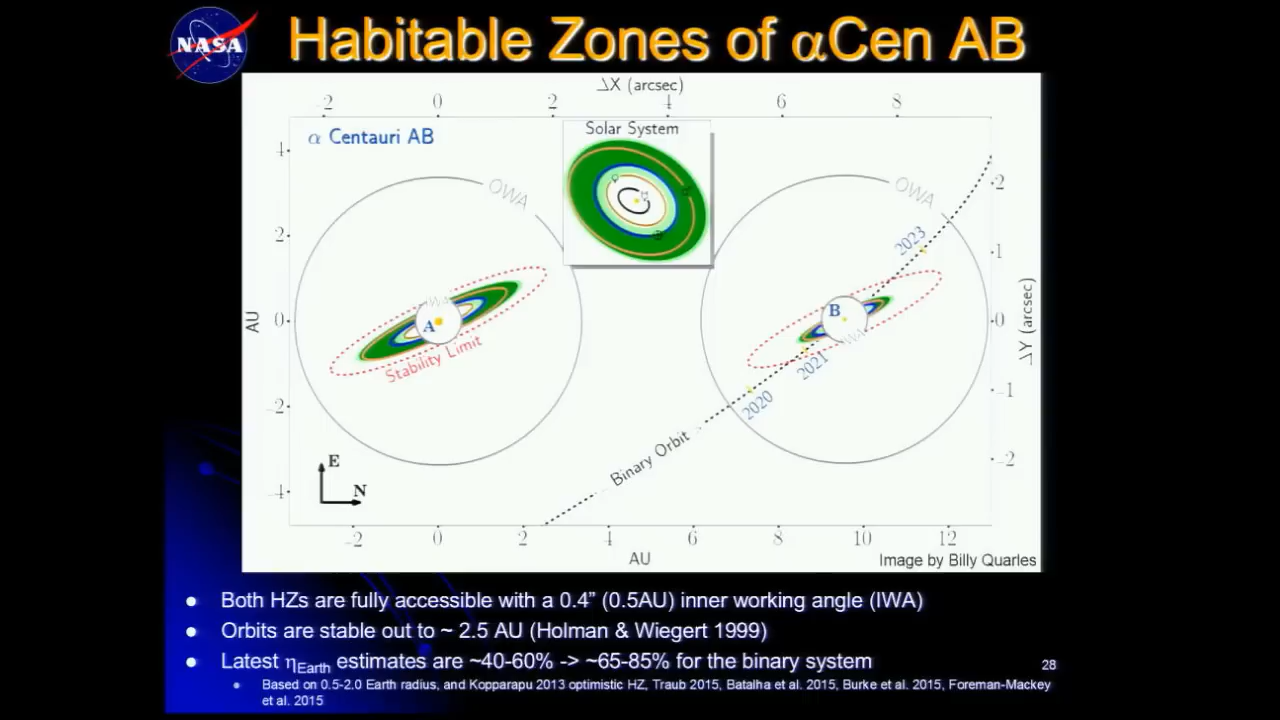 NASA
Habitable Zones of αCen AB
ΔX (arcsec)
-2 0 2 4 6 8
α Centauri AB
Solar System
OWA
OWA
4
2
0
-2
-4
AU
2
1
0
-1
-2
ΔY (arcsec)
2023
IWA
A
Stability Limit
B
IWA
2021
2020
Binary Orbit
E
N
-2 0 2 4 6 8 10 12
AU
Image by Billy Quarles
• Both HZs are fully accessible with a 0.4” (0.5AU) inner working angle (IWA)
• Orbits are stable out to ~ 2.5 AU (Holman & Wiegert 1999)
• Latest ηEarth estimates are ~40-60% -> ~65-85% for the binary system
28
• Based on 0.5-2.0 Earth radius, and Kopparapu 2013 optimistic HZ, Traub 2015, Batalha et al. 2015, Burke et al. 2015, Foreman-Mackey
et al. 2015